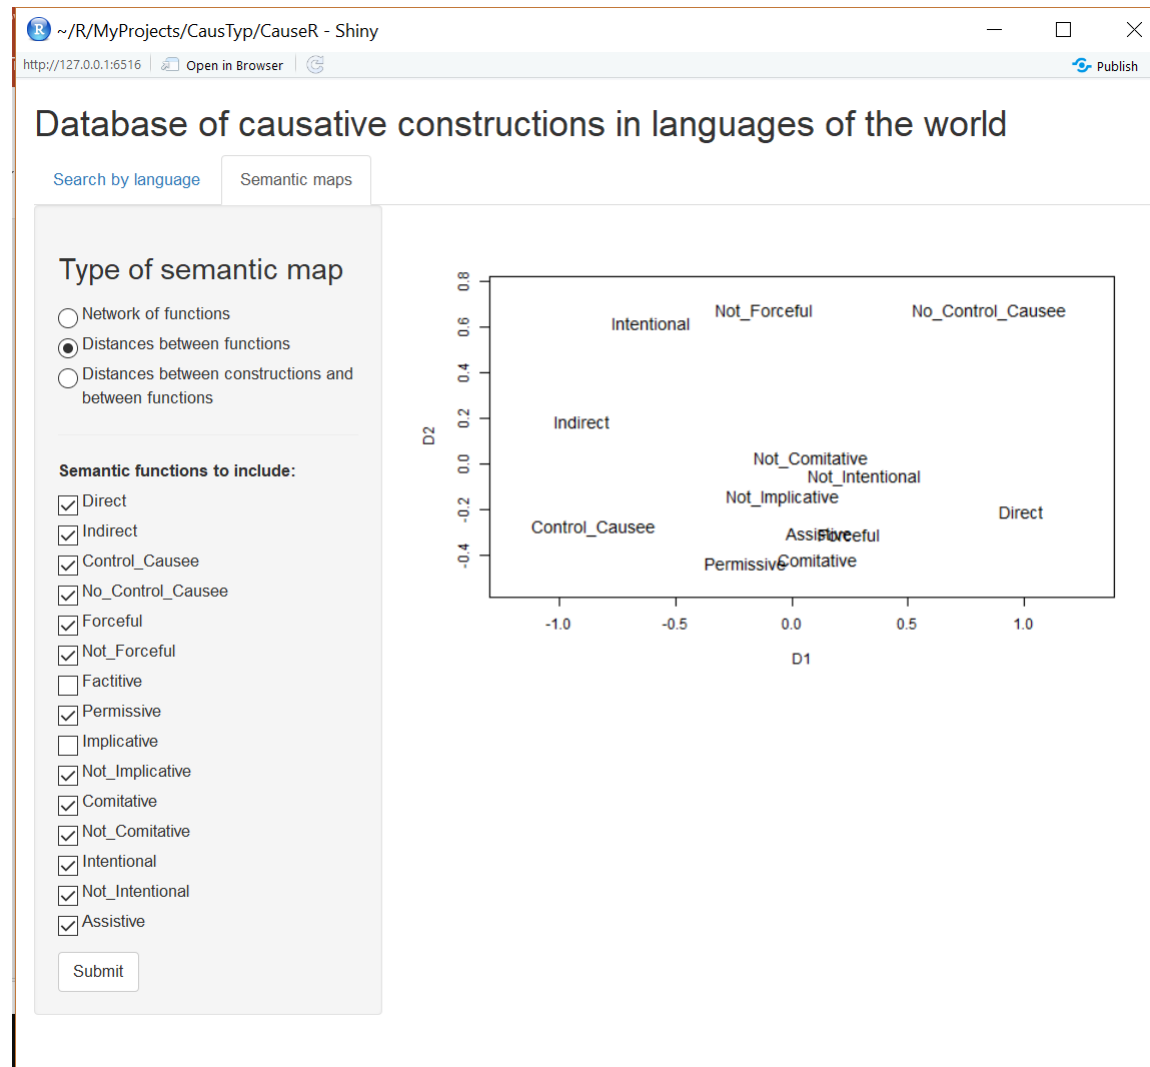 ~/R/MyProjects/CausTyp/CauseR - Shiny
http://127.0.0.1:6516
Open in Browser
Publish
Database of causative constructions in languages of the world
Search by language
Semantic maps
Type of semantic map
Network of functions
Distances between functions
Distances between constructions and
between functions
Semantic functions to include:
Direct
Indirect
Control_Causee
No_Control_Causee
Forceful
Not_Forceful
Factitive
Permissive
Implicative
Not_Implicative
Comitative
Not_Comitative
Intentional
Not_Intentional
Assistive
Submit
D2
0.8
0.6
0.4
0.2
0.0
-0.2
-0.4
Intentional
Not_Forceful
No_Control_Causee
Indirect
Not_Comitative
Not_Intentional
Not_Implicative
Direct
Control_Causee
Assistive
Forceful
Permissive
Comitative
-1.0
-0.5
0.0
0.5
1.0
D1